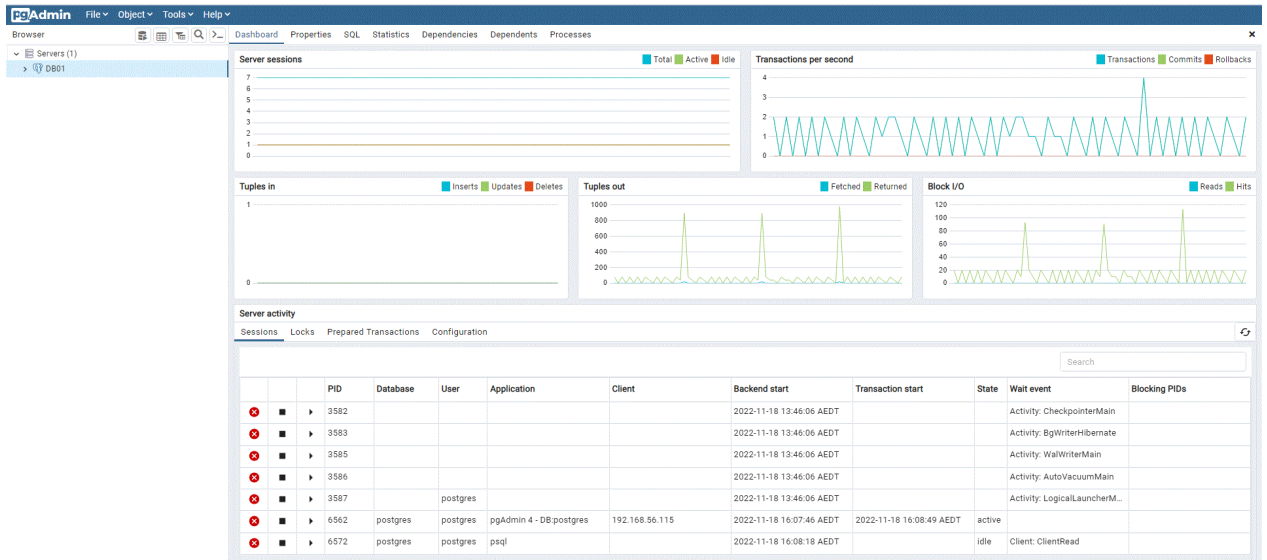 pgAdmin File Object Tools Help
Browser
Servers (1)
DB01
Dashboard Properties SQL Statistics Dependencies Dependents Processes
Server sessions Total Active Idle
7
6
5
4
3
2
1
0
Transactions per second Transactions Commits Rollbacks
4
3
2
1
0
Tuples in Inserts Updates Deletes
1
0
Tuples out Fetched Returned
1000
800
600
400
200
0
Block I/O Reads Hits
120
100
80
60
40
20
0
Server activity
Sessions Locks Prepared Transactions Configuration
Search
PID Database User Application Client Backend start Transaction start State Wait event Blocking PIDs
3582 2022-11-18 13:46:06 AEDT Activity: CheckpointerMain
3583 2022-11-18 13:46:06 AEDT Activity: BgWriterHibernate
3585 2022-11-18 13:46:06 AEDT Activity: WalWriterMain
3586 2022-11-18 13:46:06 AEDT Activity: AutoVacuumMain
3587 postgres 2022-11-18 13:46:06 AEDT Activity: LogicalLauncherM...
6562 postgres postgres pgAdmin 4 - DB:postgres 192.168.56.115 2022-11-18 16:07:46 AEDT 2022-11-18 16:08:49 AEDT active
6572 postgres postgres psql 2022-11-18 16:08:18 AEDT idle Client: ClientRead